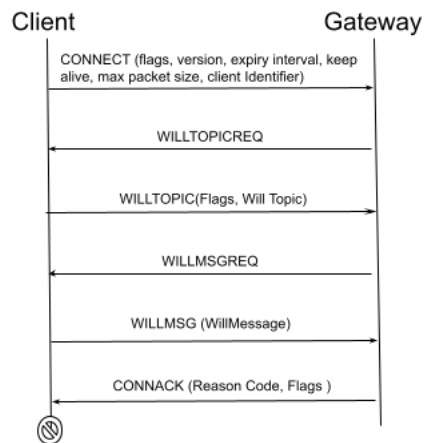 Client
Gateway
CONNECT (flags, version, expiry interval, keep
alive, max packet size, client Identifier)
WILLTOPICREQ
WILLTOPIC(Flags, Will Topic)
WILLMSGREQ
WILLMSG (WillMessage)
CONNACK (Reason Code, Flags )